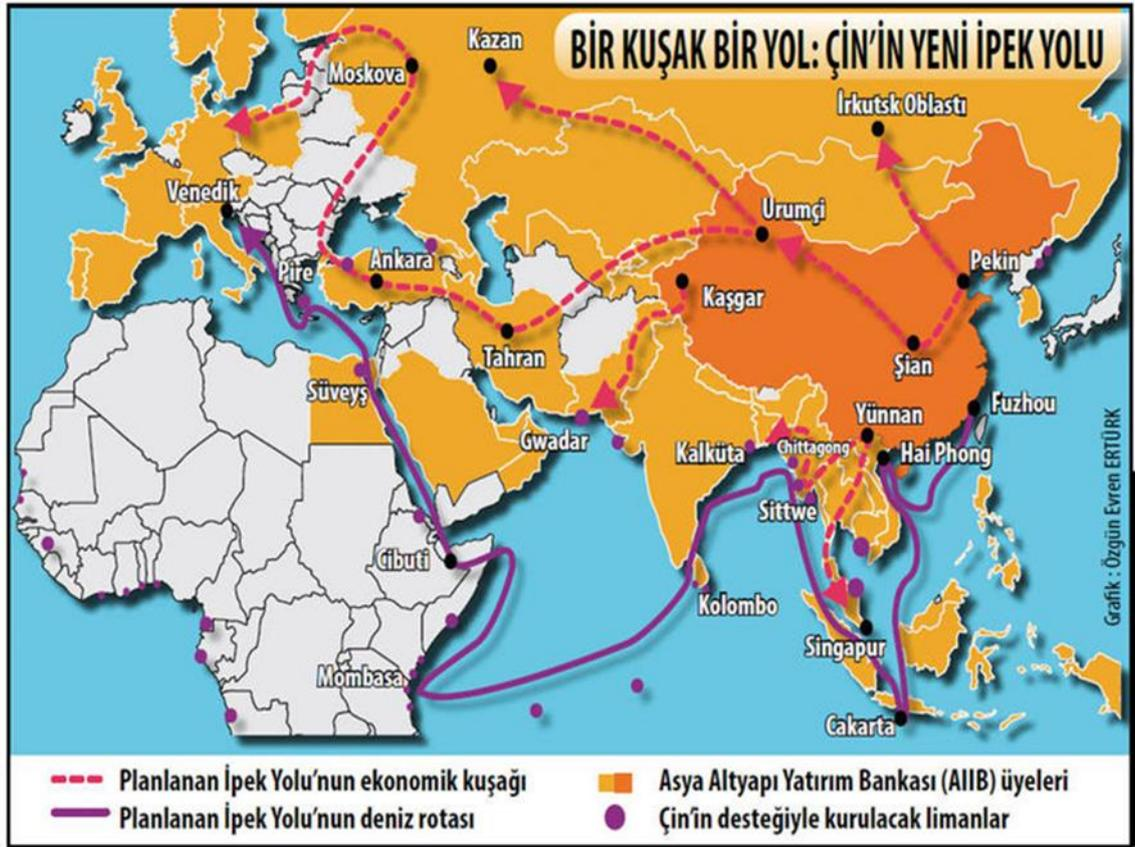 BİR KUŞAK BİR YOL: ÇİN'İN YENİ İPEK YOLU
Kazan
Moskova
İrkutsk Oblastı
Venedik
Urumçi
Pire
Ankara
Pekin
Kaşgar
Tahran
Şian
Süveyş
Gwadar
Yünnan
Fuzhou
Kalküta
Chittagong
Hai Phong
Sittwe
Cibuti
Kolombo
Singapur
Mombasa
Cakarta
Grafik : Özgün Evren ERTÜRK
Planlanan İpek Yolu'nun ekonomik kuşağı
Asya Altyapı Yatırım Bankası (AIIB) üyeleri
Planlanan İpek Yolu'nun deniz rotası
Çin'in desteğiyle kurulacak limanlar